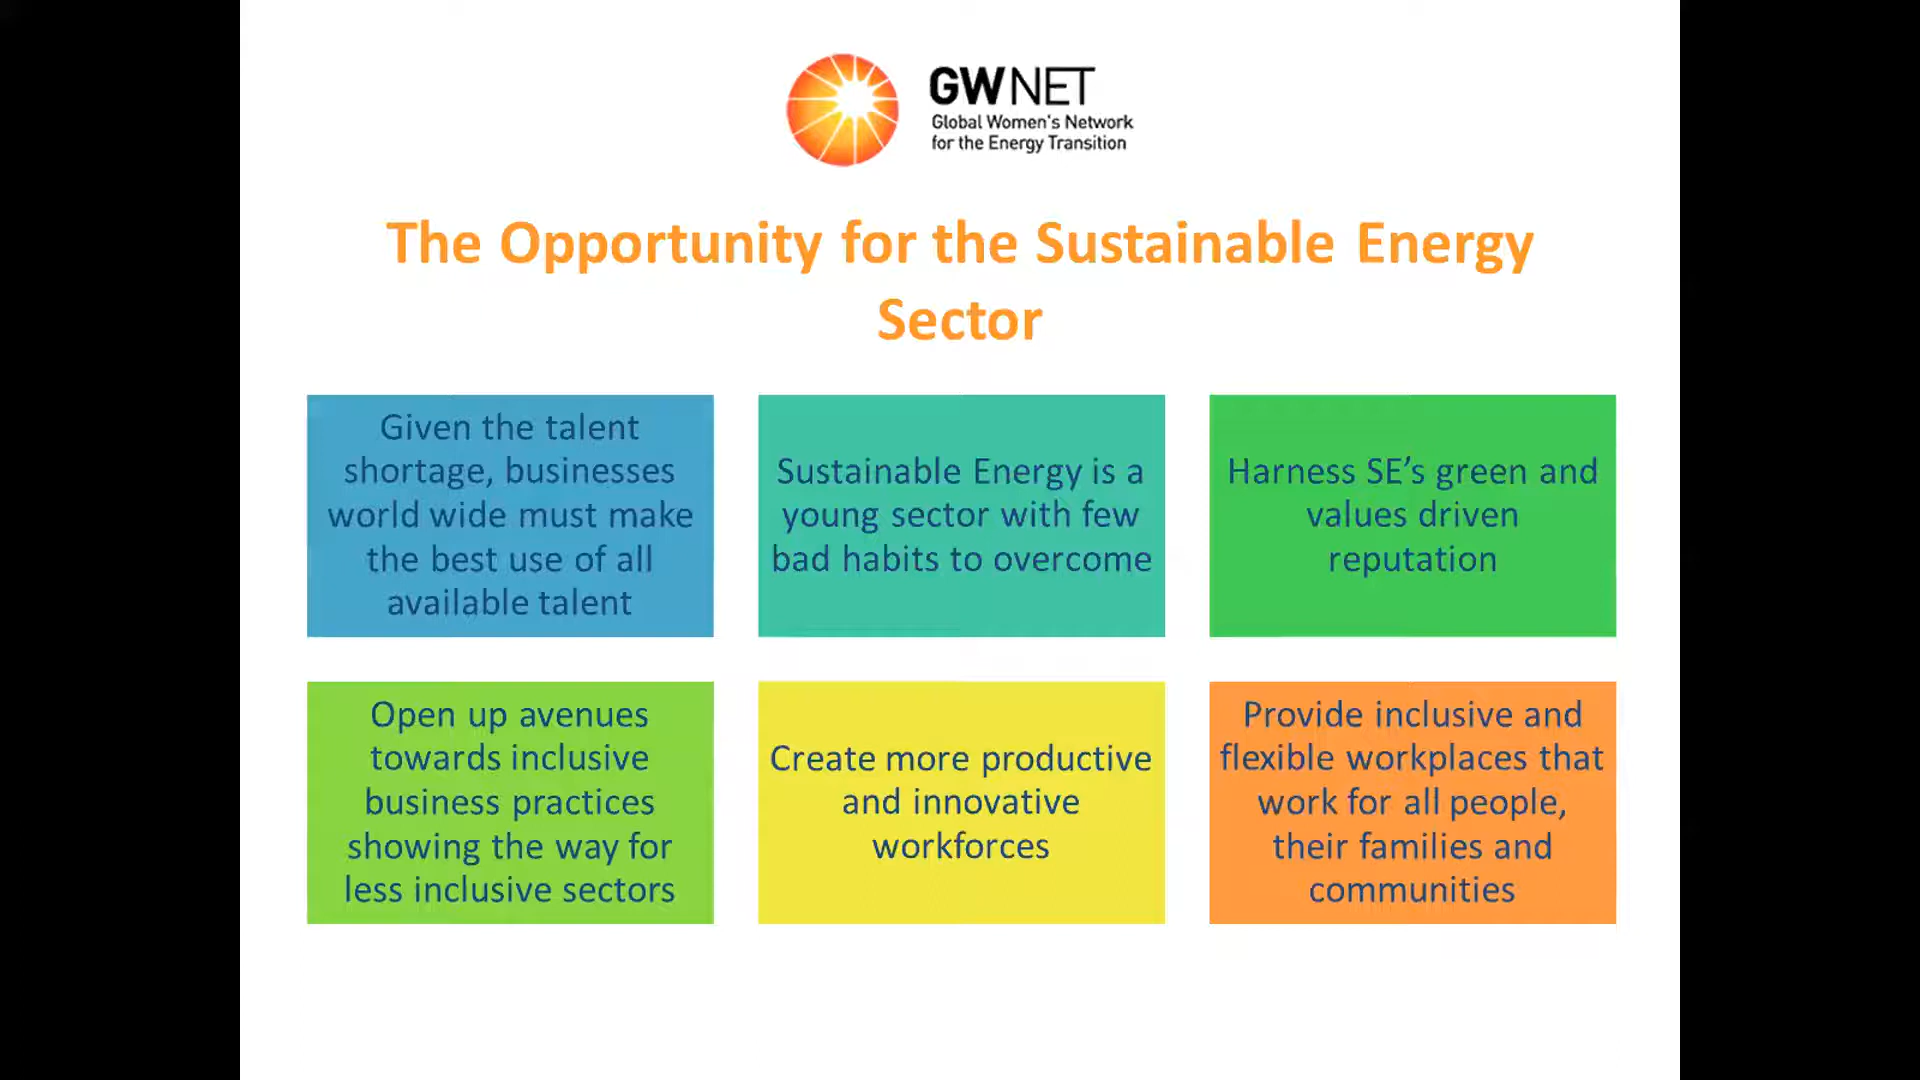 GWNET
Global Women's Network
for the Energy Transition
The Opportunity for the Sustainable Energy
Sector
Given the talent
shortage, businesses
world wide must make
the best use of all
available talent
Sustainable Energy is a
young sector with few
bad habits to overcome
Harness SE’s green and
values driven
reputation
Open up avenues
towards inclusive
business practices
showing the way for
less inclusive sectors
Create more productive
and innovative
workforces
Provide inclusive and
flexible workplaces that
work for all people,
their families and
communities